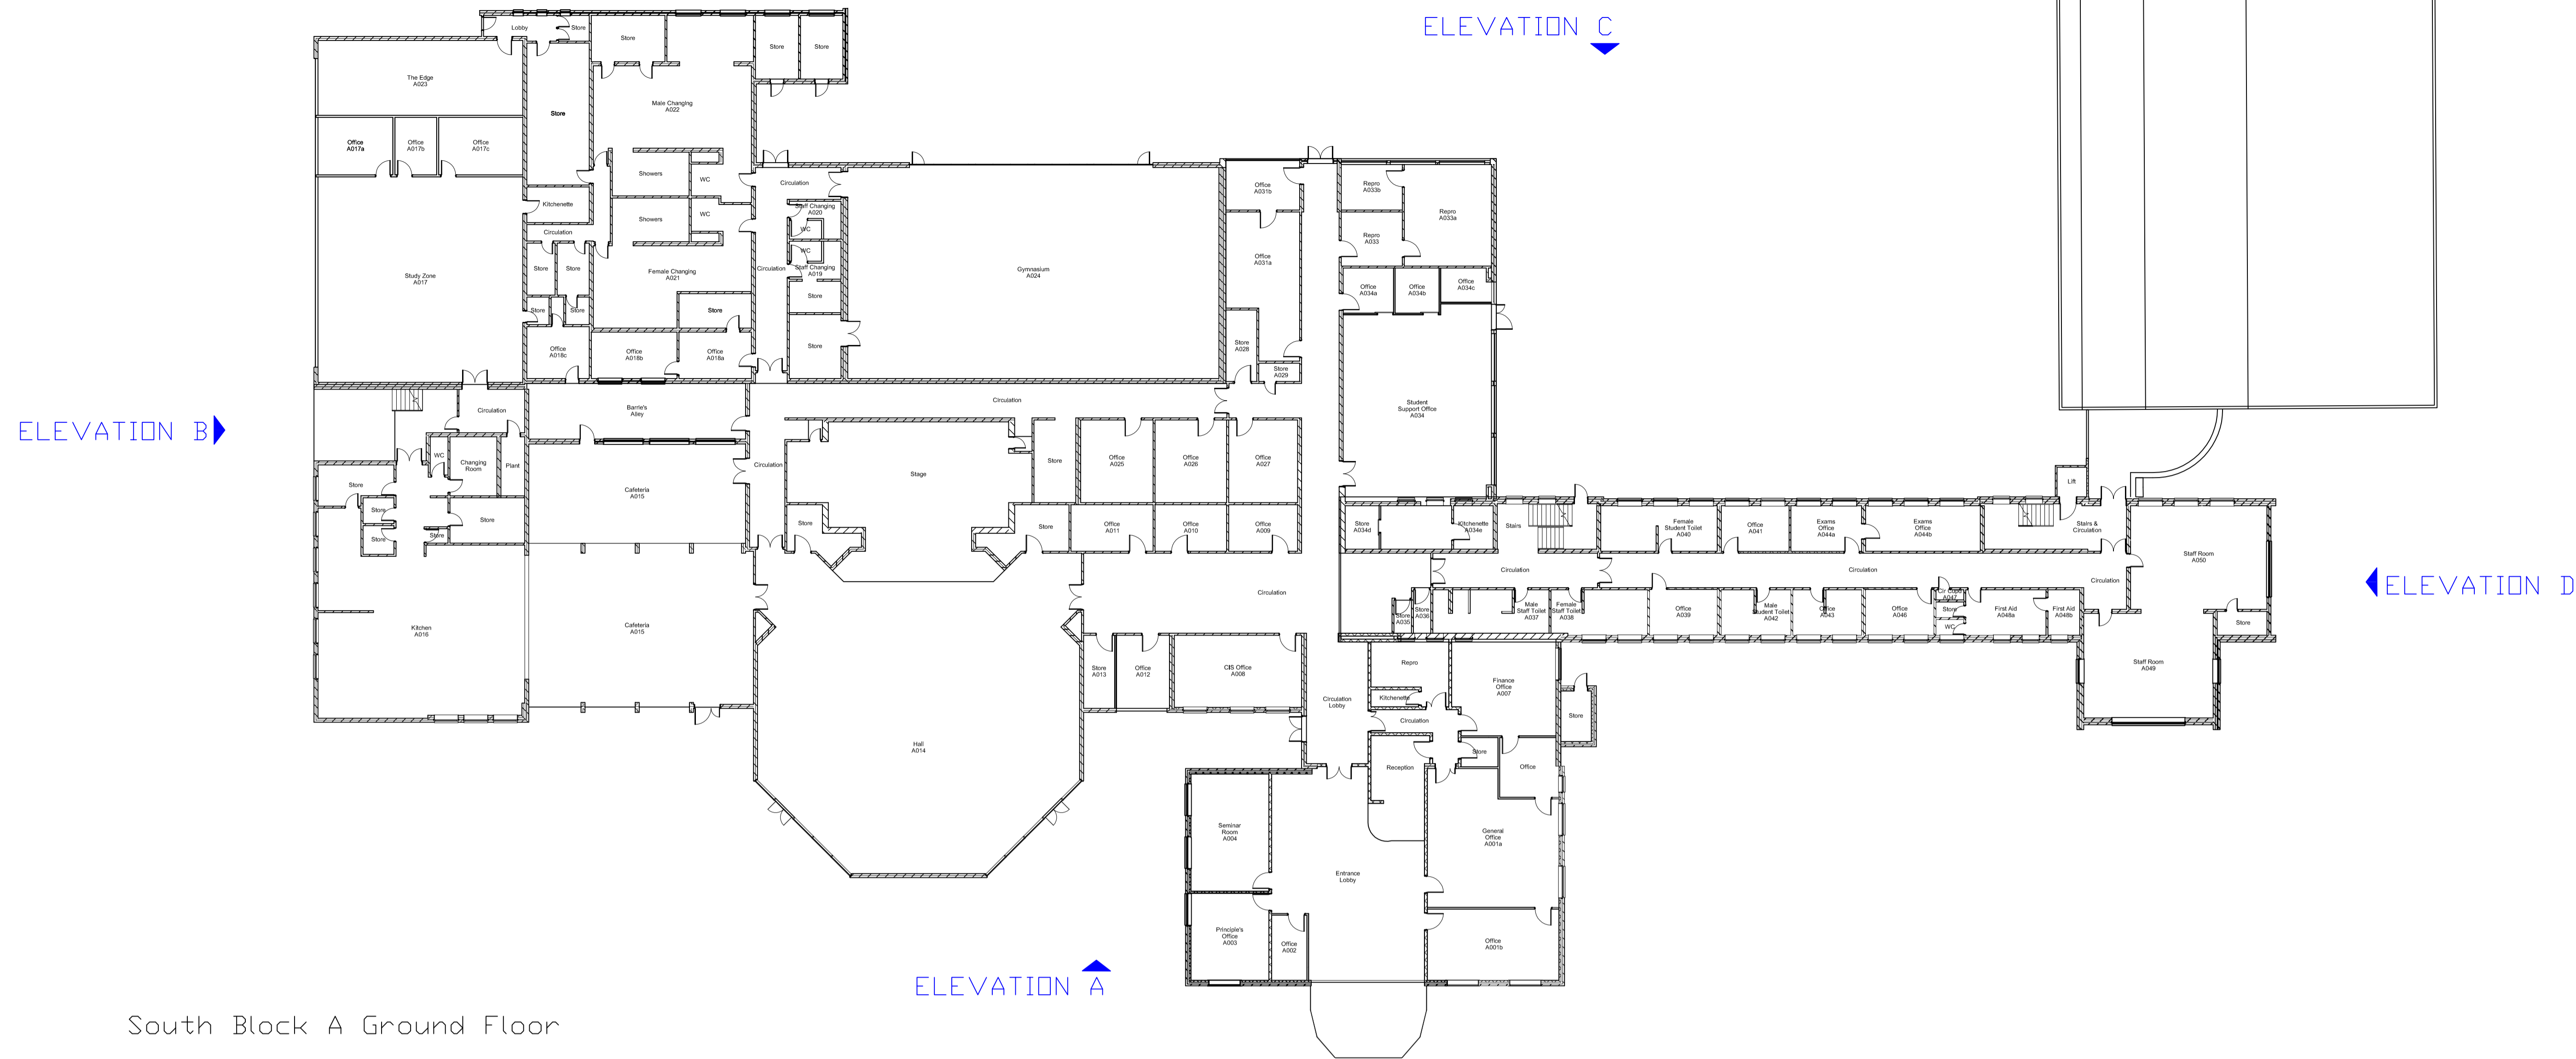 ELEVATION C
Lobby
Store
Store
Store
Store
The Edge
A023
Male Changing
A022
Store
Office
A017a
Office
A017b
Office
A017c
Showers
WC
Circulation
Kitchenette
Showers
WC
Staff Changing
A020
WC
Circulation
WC
Staff Changing
A019
Store
Store
Female Changing
A021
Circulation
Study Zone
A017
Store
Store
Store
Store
Store
Office
A018c
Office
A018b
Office
A018a
Gymnasium
A024
Office
A031b
Office
A031a
Store
A028
Store
A029
Repro
A033b
Repro
A033a
Repro
A033
Office
A034a
Office
A034b
Office
A034c
Student
Support Office
A034
ELEVATION B
Circulation
Barrie's
Alley
Circulation
WC
Changing
Room
Plant
Store
Store
Store
Store
Store
Cafeteria
A015
Circulation
Stage
Store
Store
Store
Office
A025
Office
A026
Office
A027
Office
A011
Office
A010
Office
A009
Kitchen
A016
Cafeteria
A015
Hall
A014
Circulation
Store
A013
Office
A012
CIS Office
A008
Store
A034d
Kitchenette
A034e
Stairs
Female
Student Toilet
A040
Office
A041
Exams
Office
A044a
Exams
Office
A044b
Stairs &
Circulation
Lift
Staff Room
A050
Circulation
Circulation
Circulation
Store
A035
Store
A036
Male
Staff Toilet
A037
Female
Staff Toilet
A038
Office
A039
Male
Student Toilet
A042
Office
A043
Office
A046
A047
Store
WC
First Aid
A048a
First Aid
A048b
Store
Staff Room
A049
ELEVATION D
Repro
Kitchenette
Finance
Office
A007
Circulation
Lobby
Circulation
Store
Store
Reception
Office
Seminar
Room
A004
General
Office
A001a
Entrance
Lobby
Principle's
Office
A003
Office
A002
Office
A001b
ELEVATION A
South Block A Ground Floor